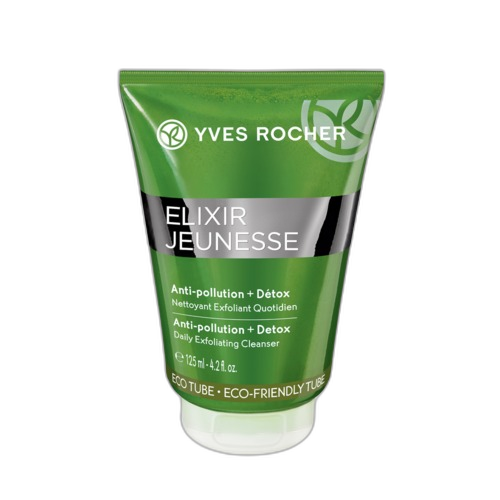 YVES ROCHER
ELIXIR
JEUNESSE
Anti-pollution + Détox
Nettoyant Exfoliant Quotidien
Anti-pollution + Detox
Daily Exfoliating Cleanser
℮ 125 ml - 4.2 fl. oz.
ECO TUBE • ECO-FRIENDLY TUBE